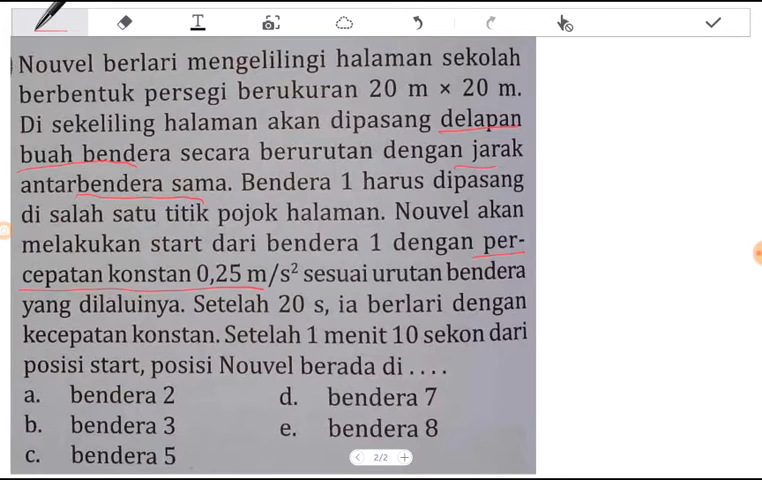 T
Nouvel berlari mengelilingi halaman sekolah
berbentuk persegi berukuran 20 m × 20 m.
Di sekeliling halaman akan dipasang delapan
buah bendera secara berurutan dengan jarak
antarbendera sama. Bendera 1 harus dipasang
di salah satu titik pojok halaman. Nouvel akan
melakukan start dari bendera 1 dengan per-
cepatan konstan 0,25 m/s² sesuai urutan bendera
yang dilaluinya. Setelah 20 s, ia berlari dengan
kecepatan konstan. Setelah 1 menit 10 sekon dari
posisi start, posisi Nouvel berada di . . . .
a. bendera 2
b. bendera 3
c. bendera 5
d. bendera 7
e. bendera 8
2/2